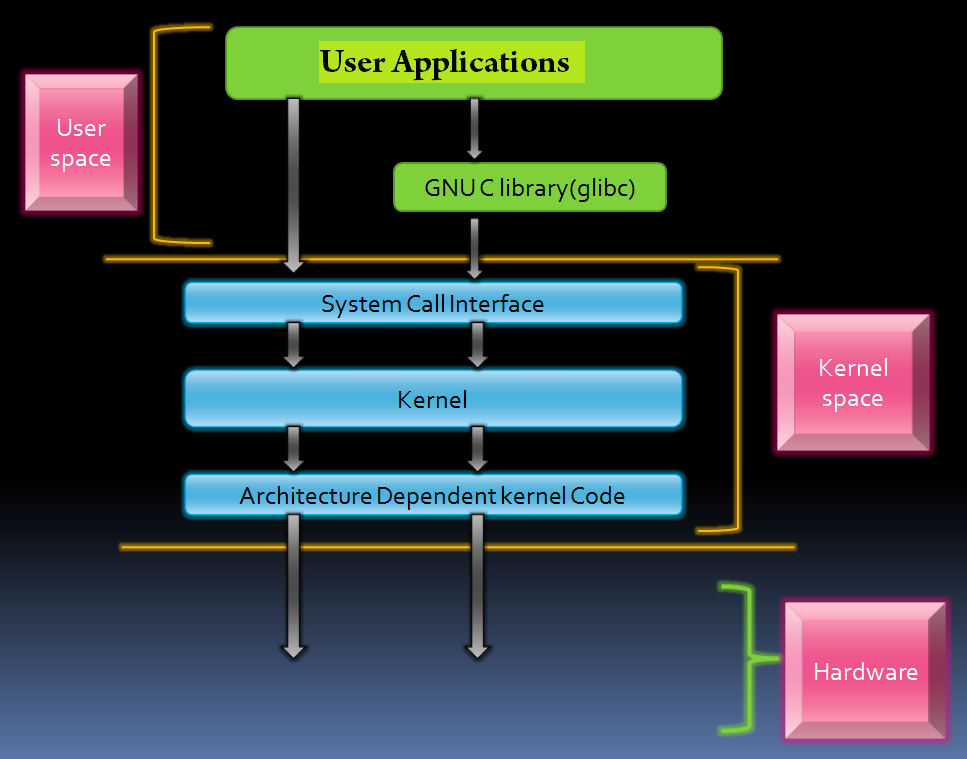 User Applications
User
space
GNU C library(glibc)
System Call Interface
Kernel
Kernel
space
Architecture Dependent kernel Code
Hardware